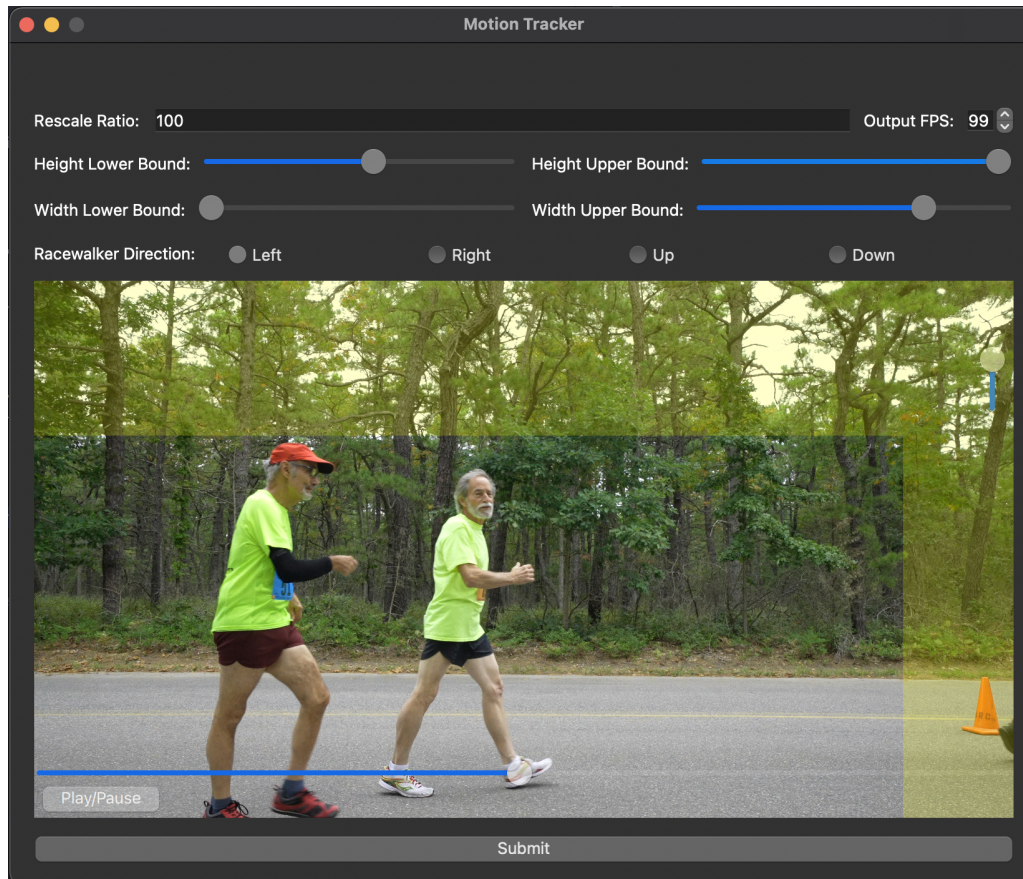 Motion Tracker
Rescale Ratio: 100 Output FPS: 99
Height Lower Bound: Height Upper Bound:
Width Lower Bound: Width Upper Bound:
Racewalker Direction: Left Right Up Down
Play/Pause
Submit